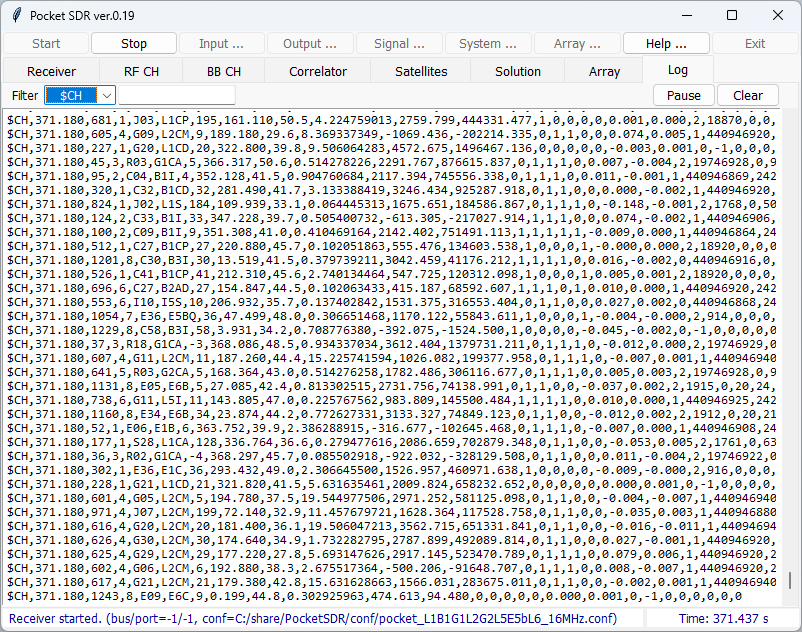 Pocket SDR ver.0.19
Start Stop Input ... Output ... Signal ... System ... Array ... Help ... Exit
Receiver RF CH BB CH Correlator Satellites Solution Array Log
Filter $CH Pause Clear
$CH,371.180,681,1,J03,L1CP,195,161.110,50.5,4.224759013,2759.799,444331.477,1,0,0,0,0,0.001,0.000,2,18870,0,0,
$CH,371.180,605,4,G09,L2CM,9,189.180,29.6,8.369337349,-1069.436,-202214.335,0,1,1,0,0,0.074,0.005,1,440946920,
$CH,371.180,227,1,G20,L1CD,20,322.800,39.8,9.506064283,4572.675,1496467.136,0,0,0,0,0,-0.003,0.001,0,-1,0,0,0,
$CH,371.180,45,3,R03,G1CA,5,366.317,50.6,0.514278226,2291.767,876615.837,0,1,1,1,0,0.007,-0.004,2,19746928,0,9
$CH,371.180,95,2,C04,B1I,4,352.128,41.5,0.904760684,2117.394,745556.338,0,1,1,1,0,0.011,-0.001,1,440946869,242
$CH,371.180,320,1,C32,B1CD,32,281.490,41.7,3.133388419,3246.434,925287.918,0,1,1,0,0,0.000,-0.002,1,440946920,
$CH,371.180,824,1,J02,L1S,184,109.939,33.1,0.064445313,1675.651,184586.867,0,1,1,1,0,-0.148,-0.001,2,1768,0,50
$CH,371.180,124,2,C33,B1I,33,347.228,39.7,0.505400732,-613.305,-217027.914,1,1,1,0,0,0.074,-0.002,1,440946906,
$CH,371.180,100,2,C09,B1I,9,351.308,41.0,0.410469164,2142.402,751491.113,1,1,1,1,1,-0.009,0.000,1,440946864,24
$CH,371.180,512,1,C27,B1CP,27,220.880,45.7,0.102051863,555.476,134603.538,1,0,0,0,1,-0.000,0.000,2,18920,0,0,0
$CH,371.180,1201,8,C30,B3I,30,13.519,41.5,0.379739211,3042.459,41176.212,1,1,1,1,0,0.016,-0.002,0,440946916,0,
$CH,371.180,526,1,C41,B1CP,41,212.310,45.6,2.740134464,547.725,120312.098,1,0,0,0,1,0.005,0.001,2,18920,0,0,0,
$CH,371.180,696,6,C27,B2AD,27,154.847,44.5,0.102063433,415.187,68592.607,1,1,1,0,1,0.010,0.000,1,440946920,242
$CH,371.180,553,6,I10,I5S,10,206.932,35.7,0.137402842,1531.375,316553.404,0,1,1,0,0,0.027,0.002,0,440946868,24
$CH,371.180,1054,7,E36,E5BQ,36,47.499,48.0,0.306651468,1170.122,55843.611,1,1,0,0,0,1,-0.004,-0.000,2,914,0,0,
$CH,371.180,1229,8,C58,B3I,58,3.931,34.2,0.708776380,-392.075,-1524.500,1,0,0,0,0,-0.045,-0.002,0,-1,0,0,0,0,0
$CH,371.180,37,3,R18,G1CA,-3,368.086,48.5,0.934337034,3612.404,1379731.211,0,1,1,1,0,-0.012,0.000,2,19746929,0
$CH,371.180,607,4,G11,L2CM,11,187.260,44.4,15.225741594,1026.082,199377.958,0,1,1,1,0,-0.007,0.001,1,440946940
$CH,371.180,641,5,R03,G2CA,5,168.364,43.0,0.514276258,1782.486,306116.677,0,0,1,1,1,0.005,0.003,2,19746928,0,9
$CH,371.180,1131,8,E05,E6B,5,27.085,42.4,0.813302515,2731.756,74138.991,0,1,1,0,0,-0.037,0.002,2,1915,0,20,24,
$CH,371.180,738,6,G11,L5I,11,143.805,47.0,0.225767562,983.809,145500.484,1,1,1,1,0,0.010,0.000,1,440946925,242
$CH,371.180,1160,8,E34,E6B,34,23.874,44.2,0.772627331,3133.327,74849.123,0,1,1,1,0,-0.012,0.002,2,1912,0,20,21
$CH,371.180,52,1,E06,E1B,6,363.752,39.9,2.386288915,-316.677,-102645.468,0,1,1,1,0,-0.007,0.000,1,440946908,24
$CH,371.180,177,1,S28,L1CA,128,336.764,36.6,0.279477616,2086.659,702879.348,0,1,1,0,0,-0.053,0.005,2,1761,0,63
$CH,371.180,36,3,R02,G1CA,-4,368.297,45.7,0.085502918,-922.032,-328129.508,0,1,1,0,0,0.011,-0.004,2,19746922,0
$CH,371.180,302,1,E36,E1C,36,293.432,49.0,2.306645500,1526.957,460971.638,1,0,0,0,0,-0.009,-0.000,2,916,0,0,0,
$CH,371.180,228,1,G21,L1CD,21,321.820,41.5,5.631635461,2009.824,658232.652,0,0,0,0,0,0.000,0.001,0,-1,0,0,0,0,
$CH,371.180,601,4,G05,L2CM,5,194.780,37.5,19.544977506,2971.252,581125.098,0,1,1,0,0,-0.004,-0.007,1,440946940
$CH,371.180,971,4,J07,L2CM,199,72.140,32.9,11.457679721,1628.364,117528.758,0,1,1,0,0,-0.035,0.003,1,440946880
$CH,371.180,616,4,G20,L2CM,20,181.400,36.1,19.506047213,3562.715,651331.841,0,1,1,0,0,-0.016,-0.011,1,44094694
$CH,371.180,626,4,G30,L2CM,30,174.640,34.9,1.732282795,2787.899,492089.814,0,1,1,0,0,-0.027,0.001,1,440946920,
$CH,371.180,625,4,G29,L2CM,29,177.220,27.8,5.693147626,2917.145,523470.789,0,1,1,1,0,0.079,0.006,1,440946920,2
$CH,371.180,602,4,G06,L2CM,6,192.880,38.3,2.675517364,-500.206,-91648.707,0,1,1,1,0,0.008,-0.007,1,440946920,2
$CH,371.180,617,4,G21,L2CM,21,179.380,42.8,15.631628663,1566.031,283675.011,0,1,1,0,0,-0.002,0.001,1,440946940
$CH,371.180,1243,8,E09,E6C,9,0.199,44.8,0.302925956,474.613,94.480,0,0,0,0,0,0.000,0.001,0,-1,0,0,0,0,0,0
Receiver started. (bus/port=-1/-1, conf=C:/share/PocketSDR/conf/pocket_L1B1G1L2G2L5E5bL6_16MHz.conf) Time: 371.437 s